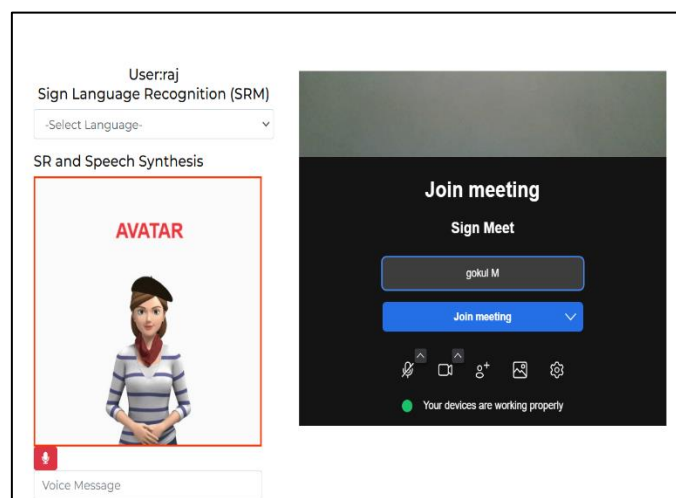 User:raj
Sign Language Recognition (SRM)
-Select Language-
SR and Speech Synthesis
AVATAR
Voice Message
Join meeting
Sign Meet
gokul M
Join meeting
Your devices are working properly